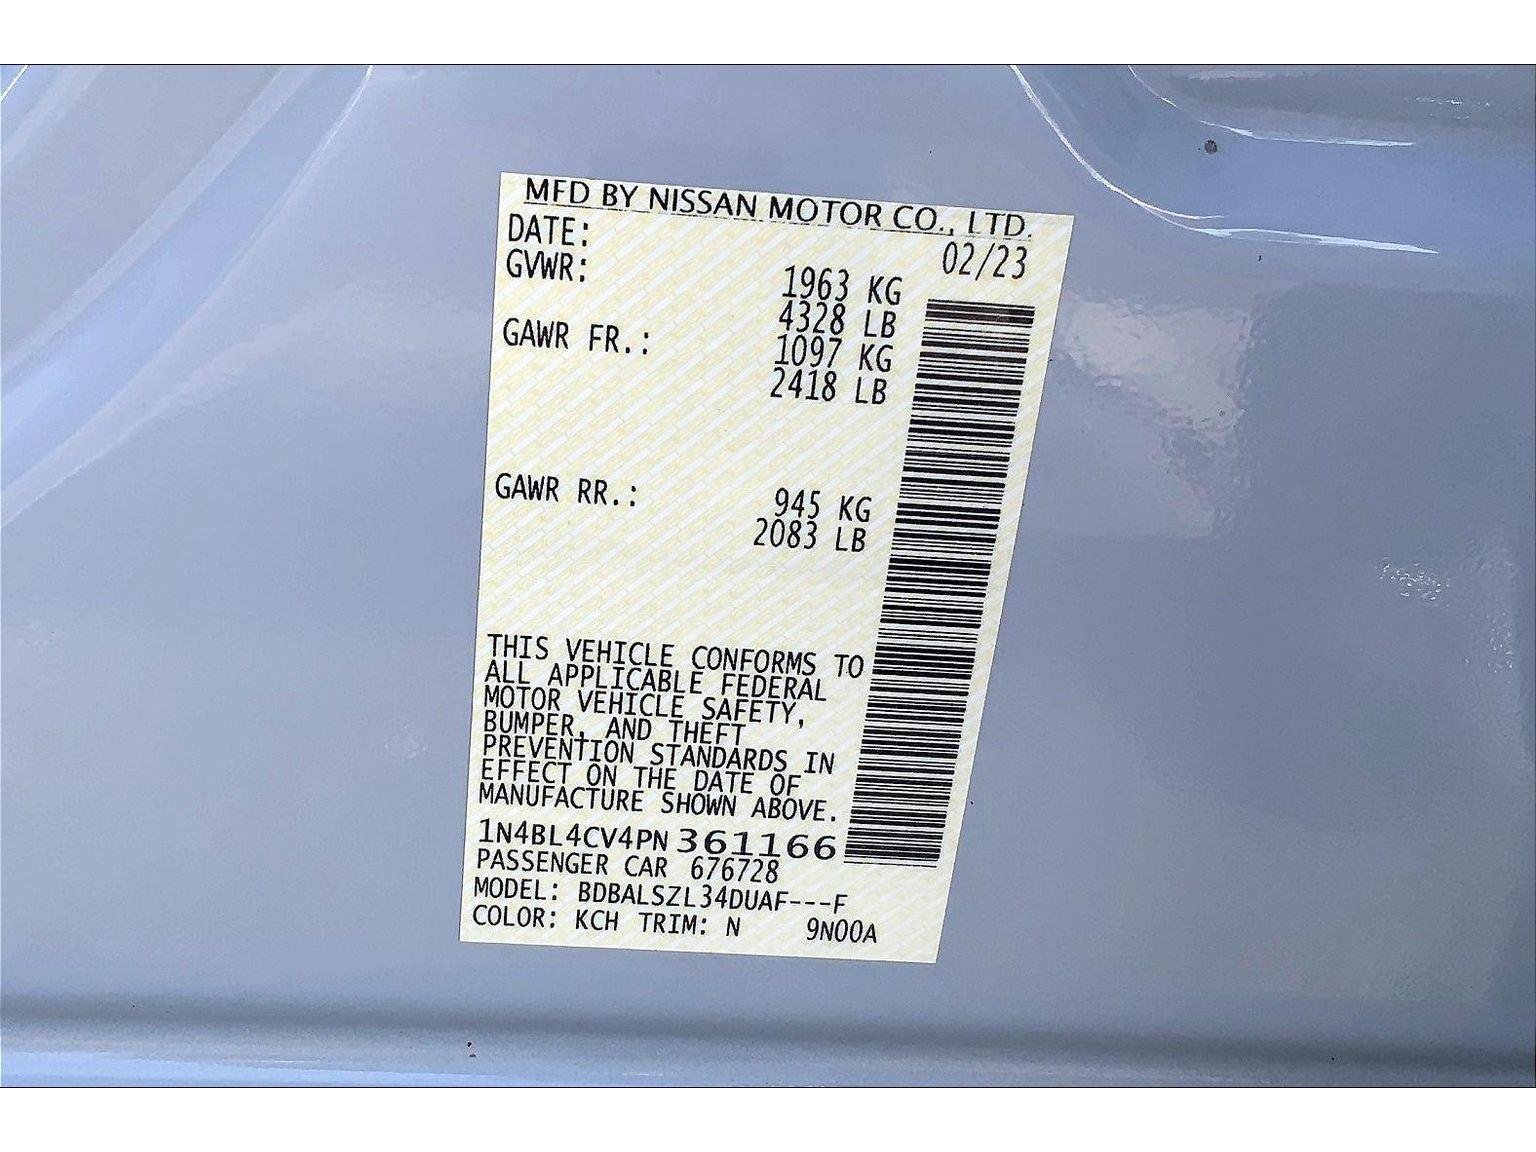 MFD BY NISSAN MOTOR CO., LTD.
DATE: 02/23
GVWR: 1963 KG
4328 LB
GAWR FR.: 1097 KG
2418 LB
GAWR RR.: 945 KG
2083 LB
THIS VEHICLE CONFORMS TO
ALL APPLICABLE FEDERAL
MOTOR VEHICLE SAFETY,
BUMPER, AND THEFT
PREVENTION STANDARDS IN
EFFECT ON THE DATE OF
MANUFACTURE SHOWN ABOVE.
1N4BL4CV4PN 361166
PASSENGER CAR 676728
MODEL: BDBALSZL34DUAF---F
COLOR: KCH TRIM: N 9N00A